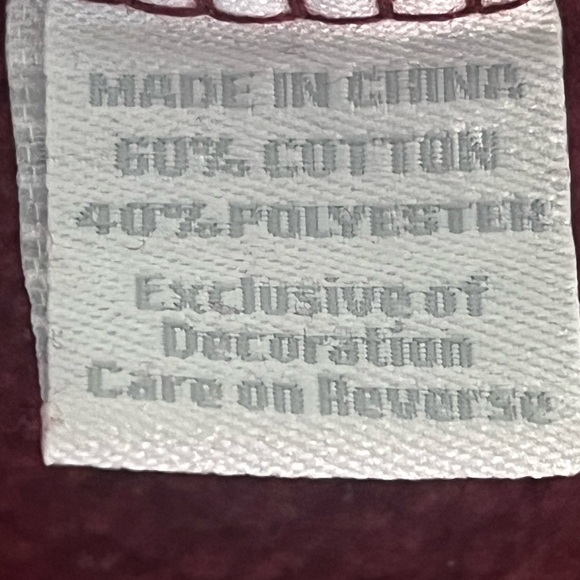 MADE IN CHINA
60% COTTON
40% POLYESTER
Exclusive of
Decoration
Care on Reverse